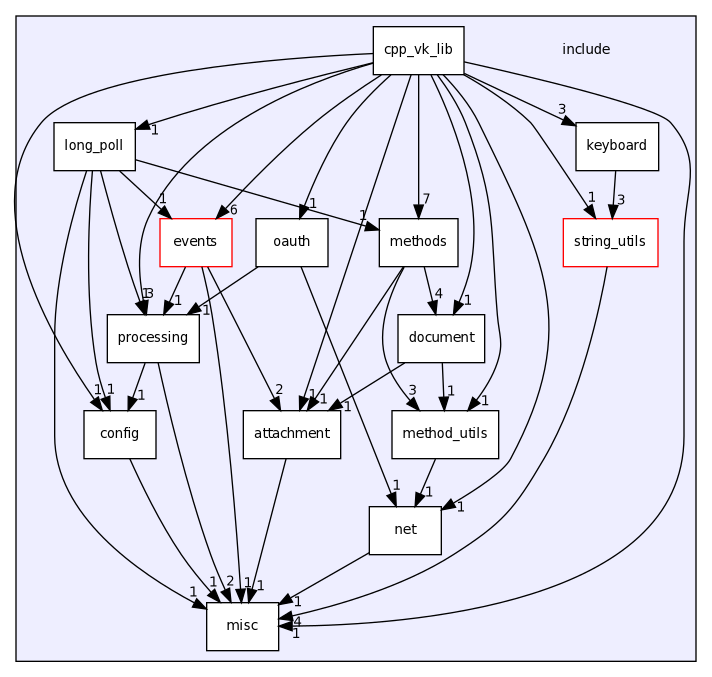 cpp_vk_lib include
3
long_poll 1 keyboard
1 1 7 1 3
6 1
events oauth methods string_utils
1 3 1 1 4 1
processing document
1 1 1 2 1 1 1 3 1 1
config attachment method_utils
1 1 1
net
1 1 2 1 1 1
misc 4
1